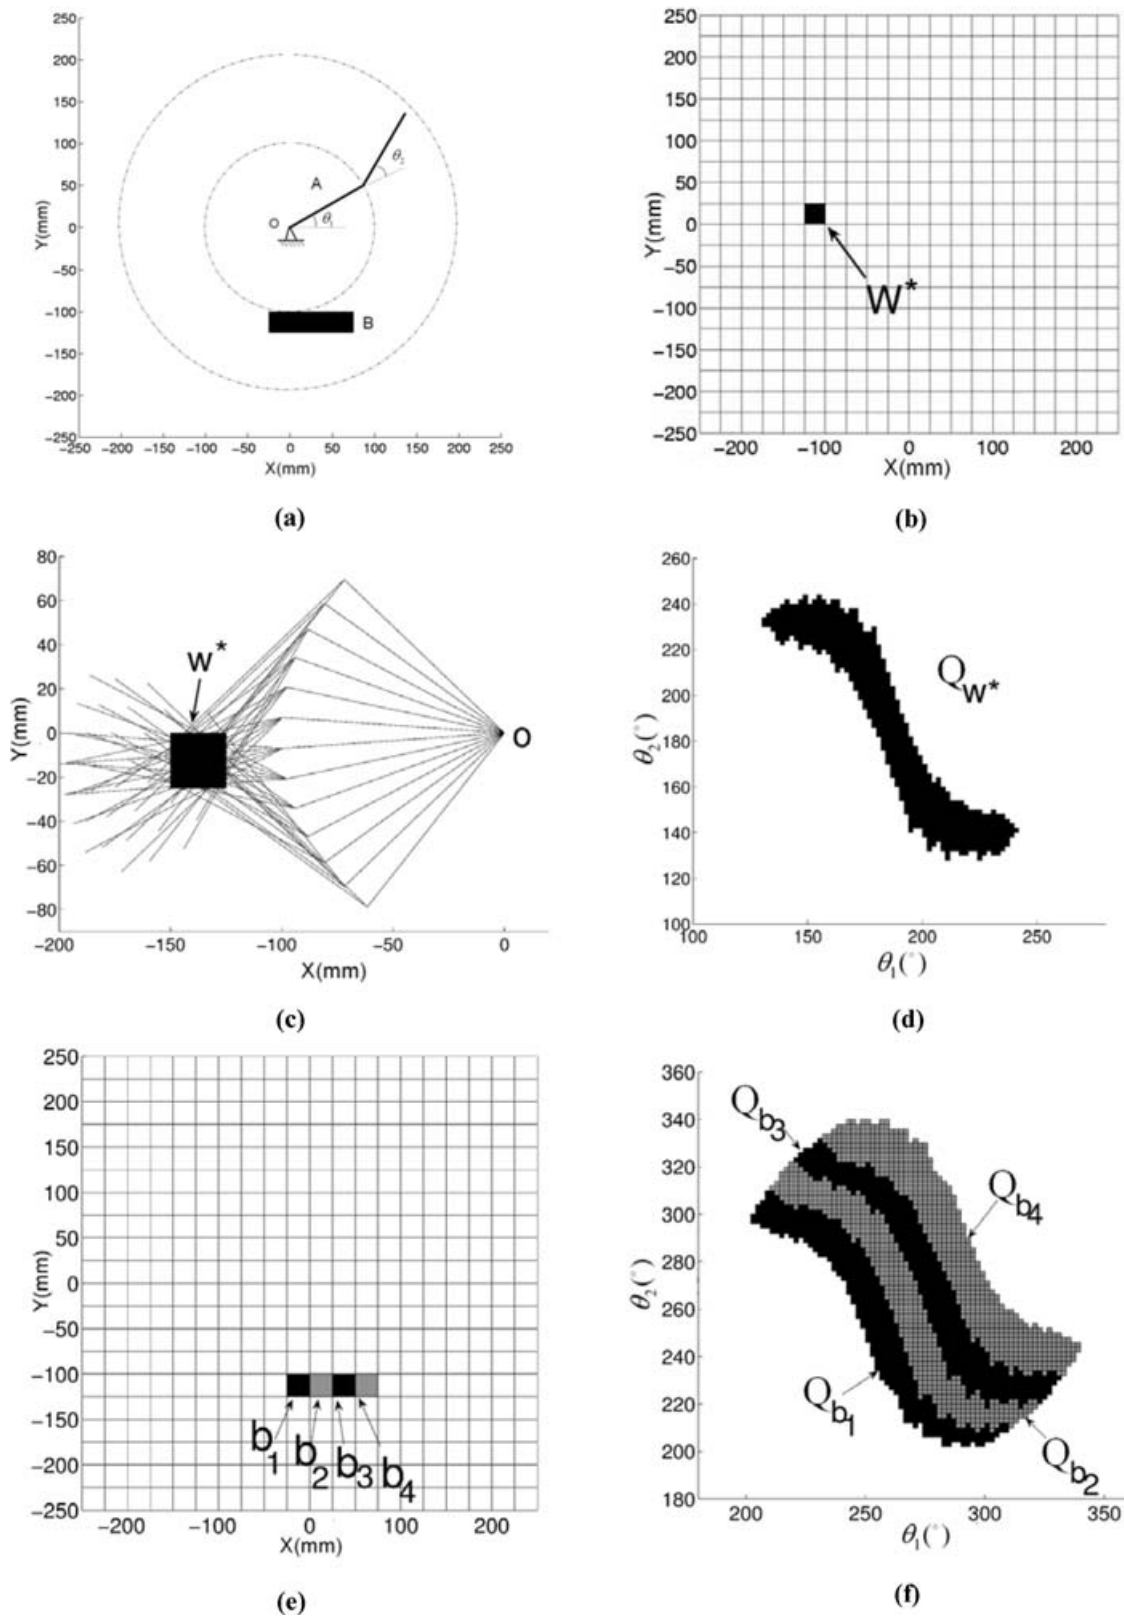 250
200
150
100
50
0
−50
−100
−150
−200
−250
Y(mm)
−250 −200 −150 −100 −50 0 50 100 150 200 250
X(mm)
A
θ₂
O
θ₁
B
(a)
250
200
150
100
50
0
−50
−100
−150
−200
−250
Y(mm)
−200 −100 0 100 200
X(mm)
W*
(b)
80
60
40
20
0
−20
−40
−60
−80
Y(mm)
−200 −150 −100 −50 0
X(mm)
w*
O
(c)
260
240
220
200
180
160
140
120
100
θ₂(°)
100 150 200 250
θ₁(°)
Q_W*
(d)
250
200
150
100
50
0
−50
−100
−150
−200
−250
Y(mm)
−200 −100 0 100 200
X(mm)
b₁ b₂ b₃ b₄
(e)
360
340
320
300
280
260
240
220
200
180
θ₂(°)
200 250 300 350
θ₁(°)
Q_b₃
Q_b₄
Q_b₁
Q_b₂
(f)